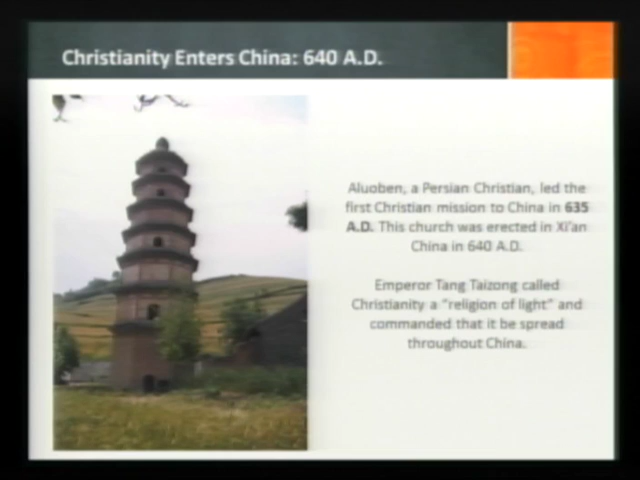 Christianity Enters China: 640 A.D.
Aluoben, a Persian Christian, led the
first Christian mission to China in 635
A.D. This church was erected in Xi'an
China in 640 A.D.
Emperor Tang Taizong called
Christianity a "religion of light" and
commanded that it be spread
throughout China.